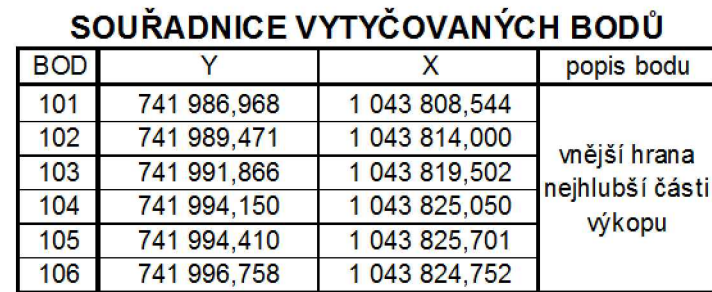 SOUŘADNICE VYTYČOVANÝCH BODŮ
BOD Y X popis bodu
101 741 986,968 1 043 808,544
102 741 989,471 1 043 814,000
103 741 991,866 1 043 819,502
104 741 994,150 1 043 825,050
105 741 994,410 1 043 825,701
106 741 996,758 1 043 824,752
vnější hrana
nejhlubší části
výkopu